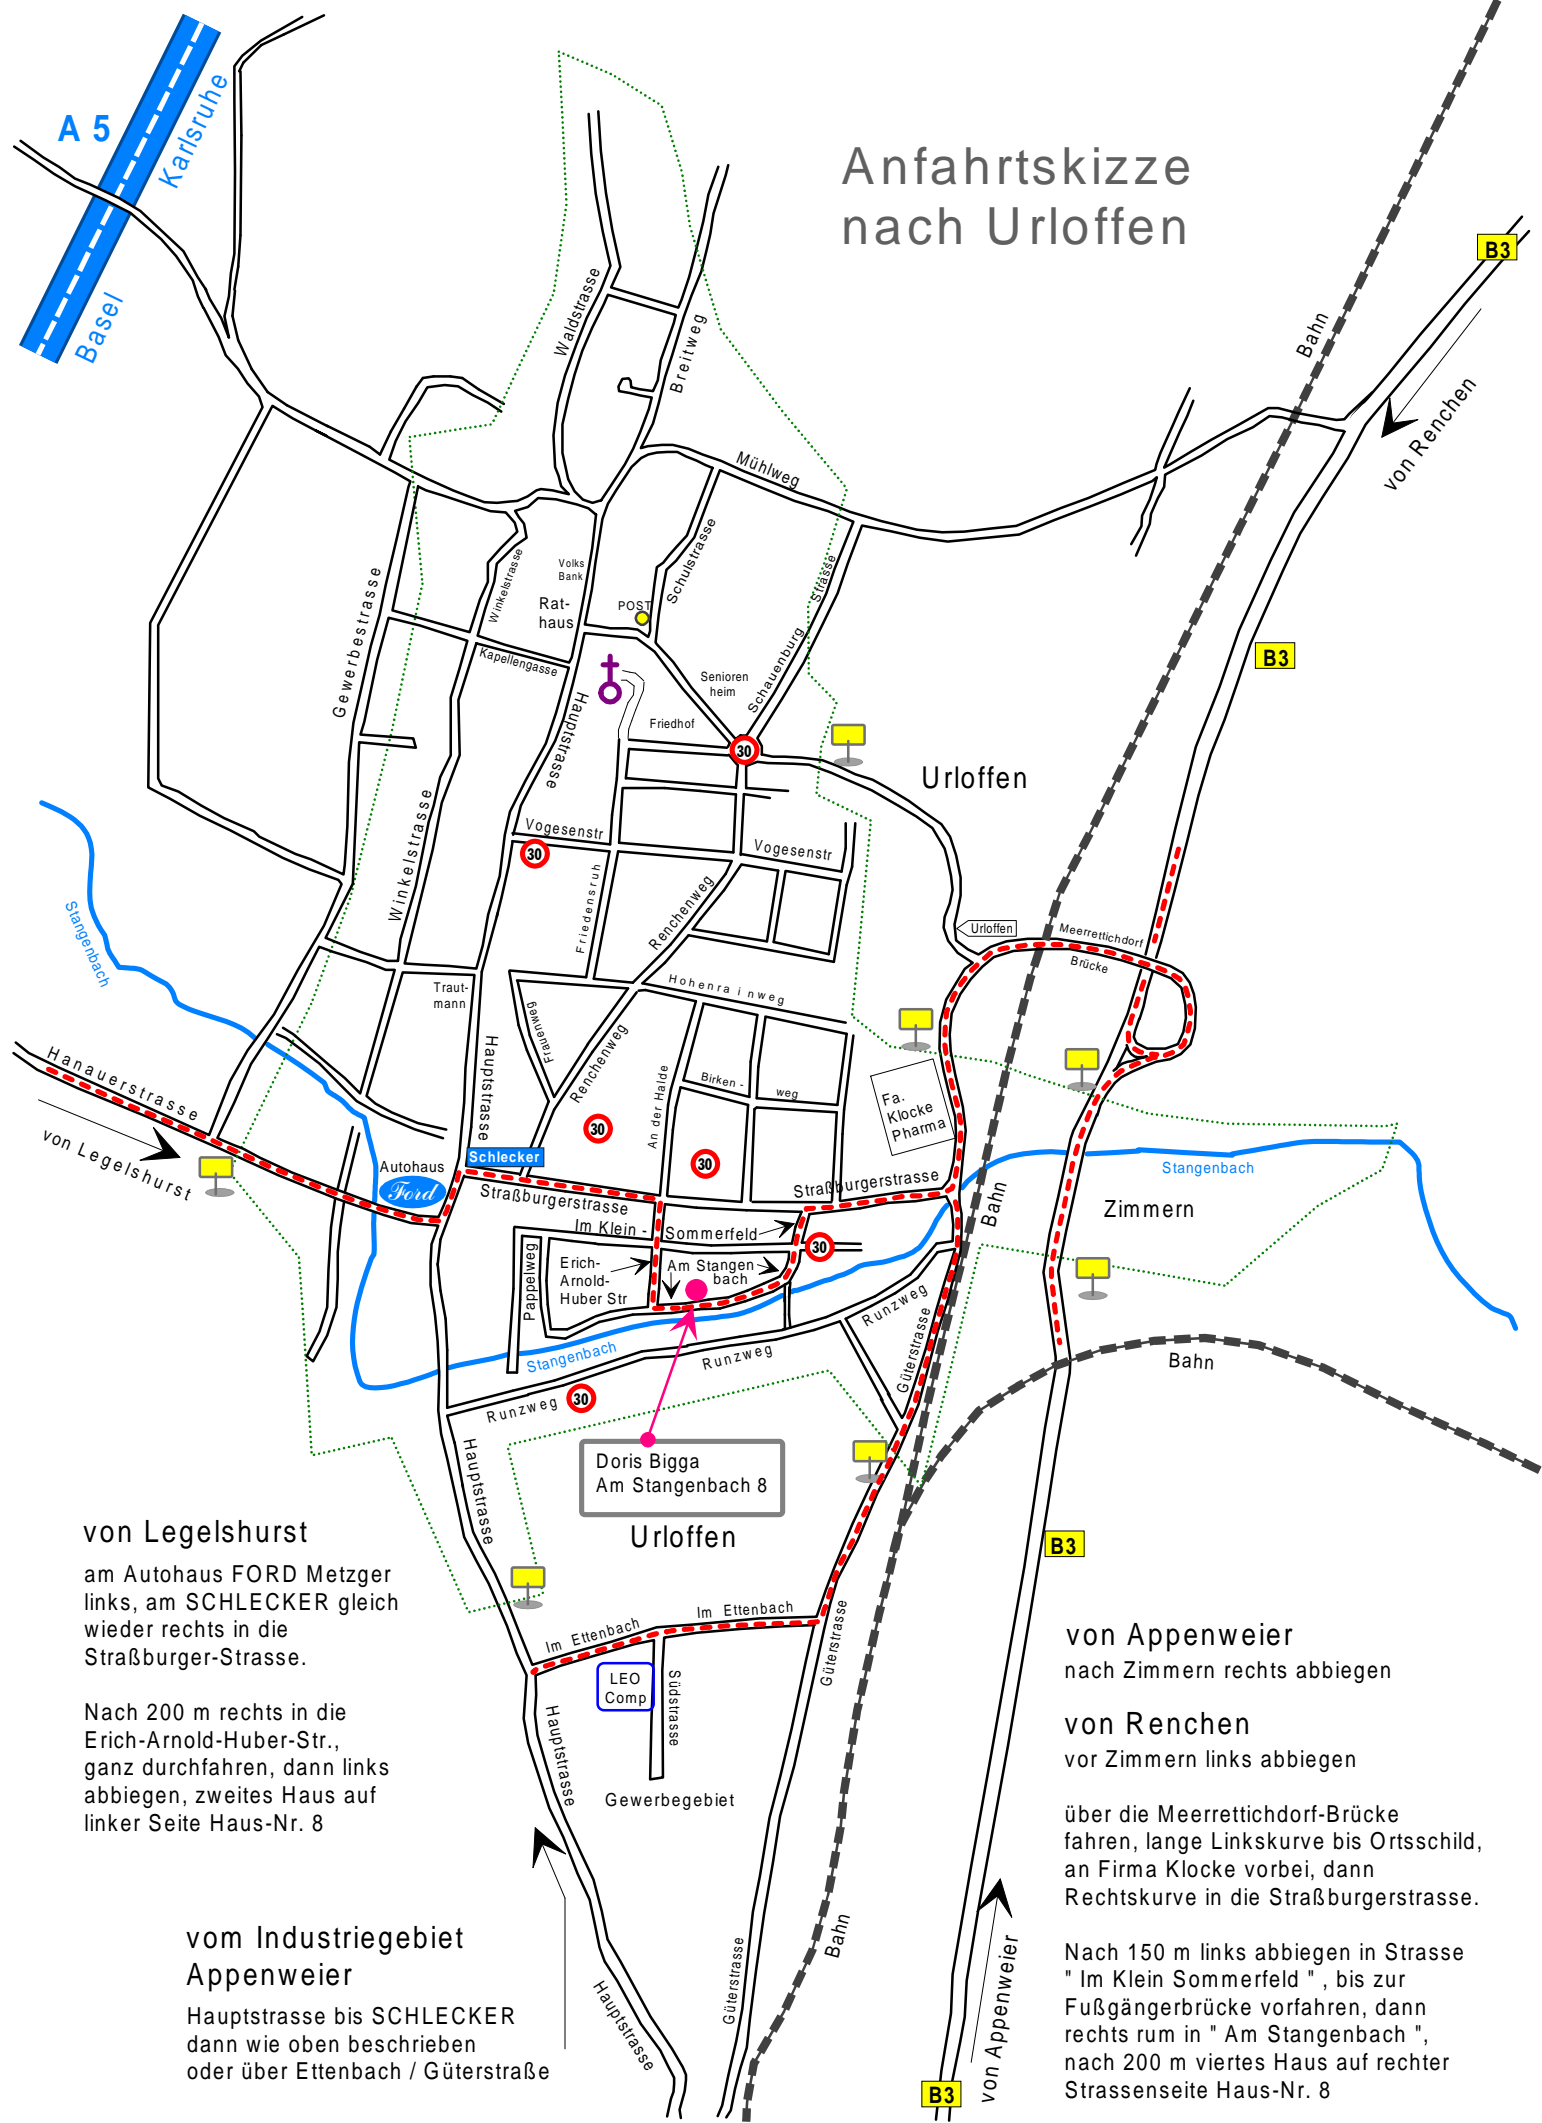 A 5
Karlsruhe
Basel
Anfahrtskizze
nach Urloffen
B3
Bahn
von Renchen
Waldstrasse
Breitweg
Mühlweg
Schulstrasse
Schauenburg
Strasse
Winkelstrasse
Volks
Bank
Rat-
haus
POST
Gewerbestrasse
Kapellengasse
Hauptstrasse
Senioren
heim
Friedhof
30
B3
Urloffen
Winkelstrasse
Vogesenstr
30
Vogesenstr
Friedensruh
Renchenweg
Stangenbach
Urloffen
Meerrettichdorf
Brücke
Traut-
mann
Hohenrainweg
Frauenweg
Renchenweg
Hauptstrasse
An der Halde
Birken -
weg
Fa.
Klocke
Pharma
Hanauerstrasse
von Legelshurst
30
30
Schlecker
Autohaus
Ford
Straßburgerstrasse
Straßburgerstrasse
Stangenbach
Zimmern
Bahn
Im Klein -
Sommerfeld
30
Pappelweg
Erich-
Arnold-
Huber Str
Am Stangen
bach
Runzweg
Güterstrasse
Stangenbach
Runzweg
Bahn
Runzweg
30
Hauptstrasse
Doris Bigga
Am Stangenbach 8
Urloffen
B3
von Legelshurst
am Autohaus FORD Metzger
links, am SCHLECKER gleich
wieder rechts in die
Straßburger-Strasse.
Nach 200 m rechts in die
Erich-Arnold-Huber-Str.,
ganz durchfahren, dann links
abbiegen, zweites Haus auf
linker Seite Haus-Nr. 8
Im Ettenbach
Im Ettenbach
LEO
Comp
Südstrasse
Güterstrasse
Hauptstrasse
Gewerbegebiet
von Appenweier
nach Zimmern rechts abbiegen
von Renchen
vor Zimmern links abbiegen
über die Meerrettichdorf-Brücke
fahren, lange Linkskurve bis Ortsschild,
an Firma Klocke vorbei, dann
Rechtskurve in die Straßburgerstrasse.
Nach 150 m links abbiegen in Strasse
" Im Klein Sommerfeld " , bis zur
Fußgängerbrücke vorfahren, dann
rechts rum in " Am Stangenbach ",
nach 200 m viertes Haus auf rechter
Strassenseite Haus-Nr. 8
vom Industriegebiet
Appenweier
Hauptstrasse bis SCHLECKER
dann wie oben beschrieben
oder über Ettenbach / Güterstraße
Hauptstrasse
Güterstrasse
Bahn
von Appenweier
B3